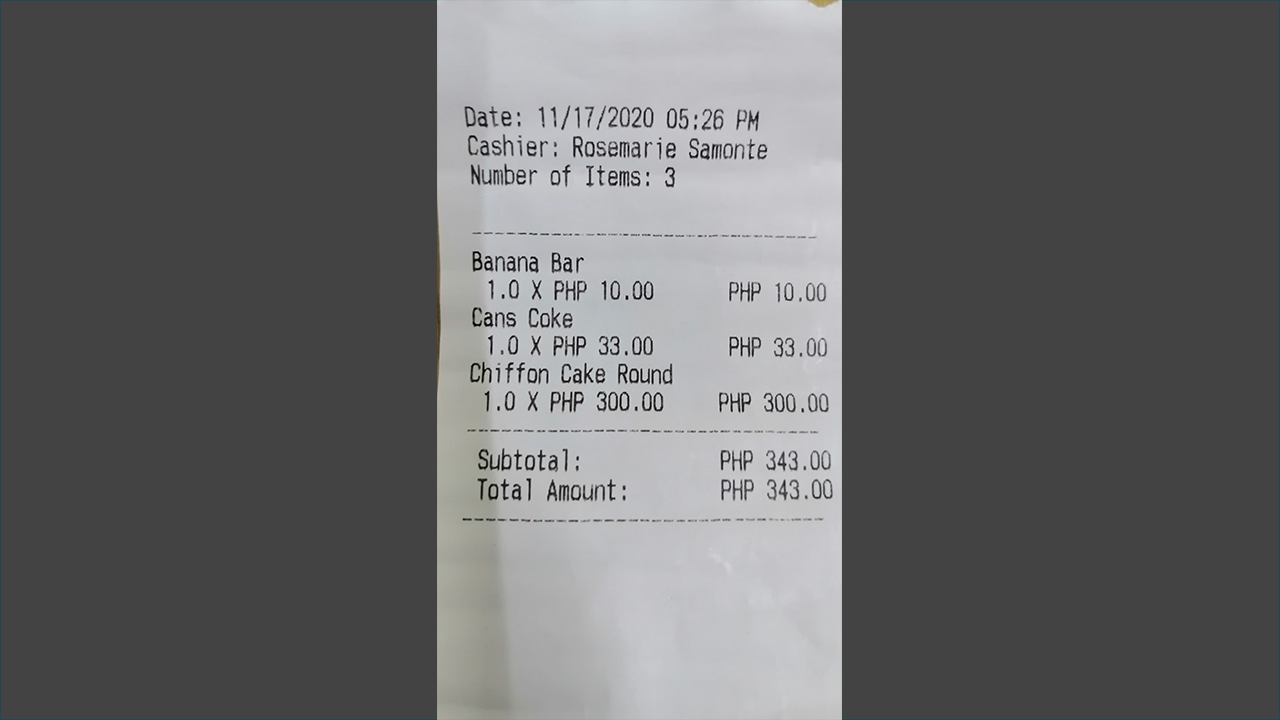 Date: 11/17/2020 05:26 PM
Cashier: Rosemarie Samonte
Number of Items: 3
Banana Bar
1.0 X PHP 10.00 PHP 10.00
Cans Coke
1.0 X PHP 33.00 PHP 33.00
Chiffon Cake Round
1.0 X PHP 300.00 PHP 300.00
Subtotal: PHP 343.00
Total Amount: PHP 343.00